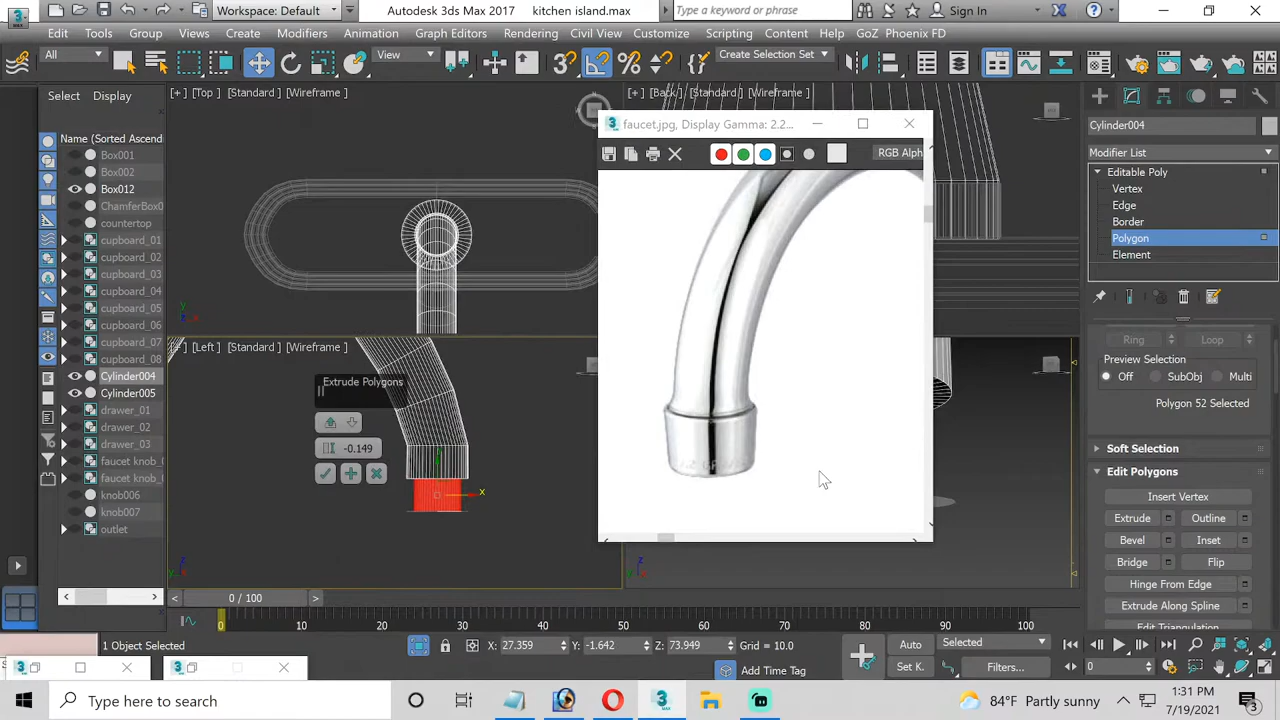 Workspace: Default
Autodesk 3ds Max 2017
kitchen island.max
Type a keyword or phrase
Sign In
MAX
Edit
Tools
Group
Views
Create
Modifiers
Animation
Graph Editors
Rendering
Civil View
Customize
Scripting
Content
Help
GoZ
Phoenix FD
All
View
Create Selection Set
Select
Display
[+] [Top] [Standard] [Wireframe]
[+] [Back] [Standard] [Wireframe]
faucet.jpg, Display Gamma: 2.2...
RGB Alph
Name (Sorted Ascend
Box001
Box002
Box012
ChamferBox0
countertop
cupboard_01
cupboard_02
cupboard_03
cupboard_04
cupboard_05
cupboard_06
cupboard_07
cupboard_08
Cylinder004
Cylinder005
drawer_01
drawer_02
drawer_03
faucet knob_
faucet knob_
knob006
knob007
outlet
[+] [Left] [Standard] [Wireframe]
Extrude Polygons
-0.149
x
Cylinder004
Modifier List
Editable Poly
Vertex
Edge
Border
Polygon
Element
Ring
Loop
Preview Selection
Off
SubObj
Multi
Polygon 52 Selected
Soft Selection
Edit Polygons
Insert Vertex
Extrude
Outline
Bevel
Inset
Bridge
Flip
Hinge From Edge
Extrude Along Spline
Edit Triangulation
0 / 100
0
10
20
30
40
50
60
70
80
90
100
1 Object Selected
X: 27.359
Y: -1.642
Z: 73.949
Grid = 10.0
Add Time Tag
Auto
Selected
Set K.
Filters...
0
Type here to search
84°F Partly sunny
1:31 PM
7/19/2021
3